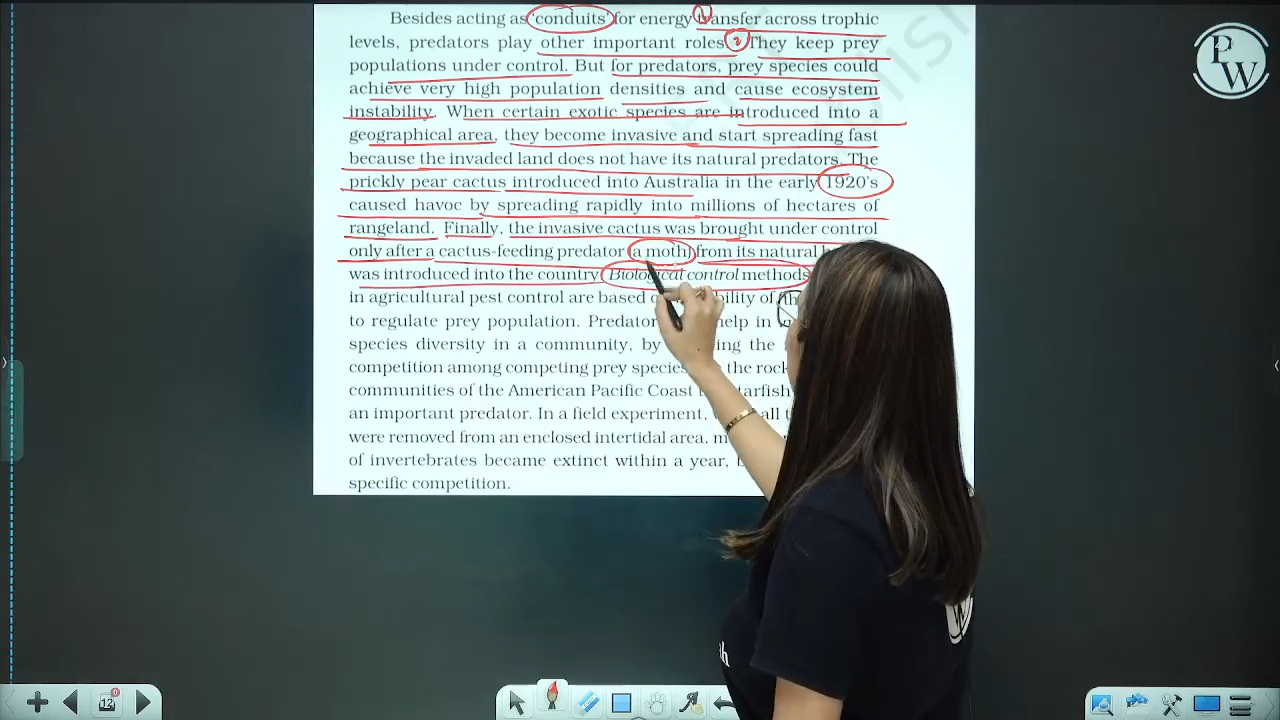 Besides acting as 'conduits' for energy transfer across trophic
levels, predators play other important roles. They keep prey
populations under control. But for predators, prey species could
achieve very high population densities and cause ecosystem
instability. When certain exotic species are introduced into a
geographical area, they become invasive and start spreading fast
because the invaded land does not have its natural predators. The
prickly pear cactus introduced into Australia in the early 1920's
caused havoc by spreading rapidly into millions of hectares of
rangeland. Finally, the invasive cactus was brought under control
only after a cactus-feeding predator (a moth) from its natural
was introduced into the country. Biological control methods
in agricultural pest control are based of
to regulate prey population. Predator help in
species diversity in a community, by the
competition among competing prey species. the
communities of the American Pacific Coast
an important predator. In a field experiment, all
were removed from an enclosed intertidal area,
of invertebrates became extinct within a year,
specific competition.
PW
12
0